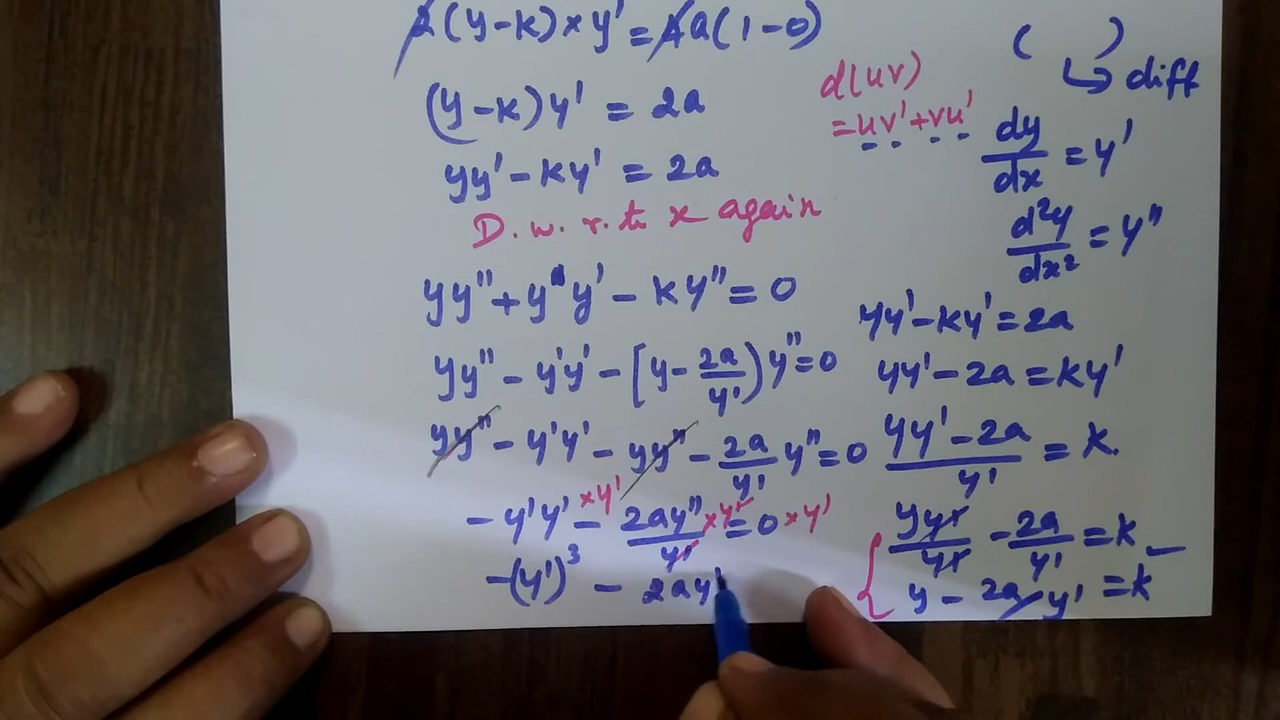 2(y-k)×y' = 4a(1-0)
(y-k)y' = 2a
yy' - ky' = 2a
D. w. r. to x again
yy" + y'y' - ky" = 0
yy" - y'y' - [y - 2a/y')y" = 0
yy" - y'y' - yy" - 2a/y' y" = 0
- y'y' ×y' - 2ay"/y' ×y' = 0 ×y'
-(y')³ - 2ay'
d(uv)
= uv' + vu'
( )
↳ diff
dy/dx = y'
d²y/dx² = y"
yy' - ky' = 2a
yy' - 2a = ky'
yy' - 2a/y' = k.
yy'/y' - 2a/y' = k
{ y - 2a/y' = k